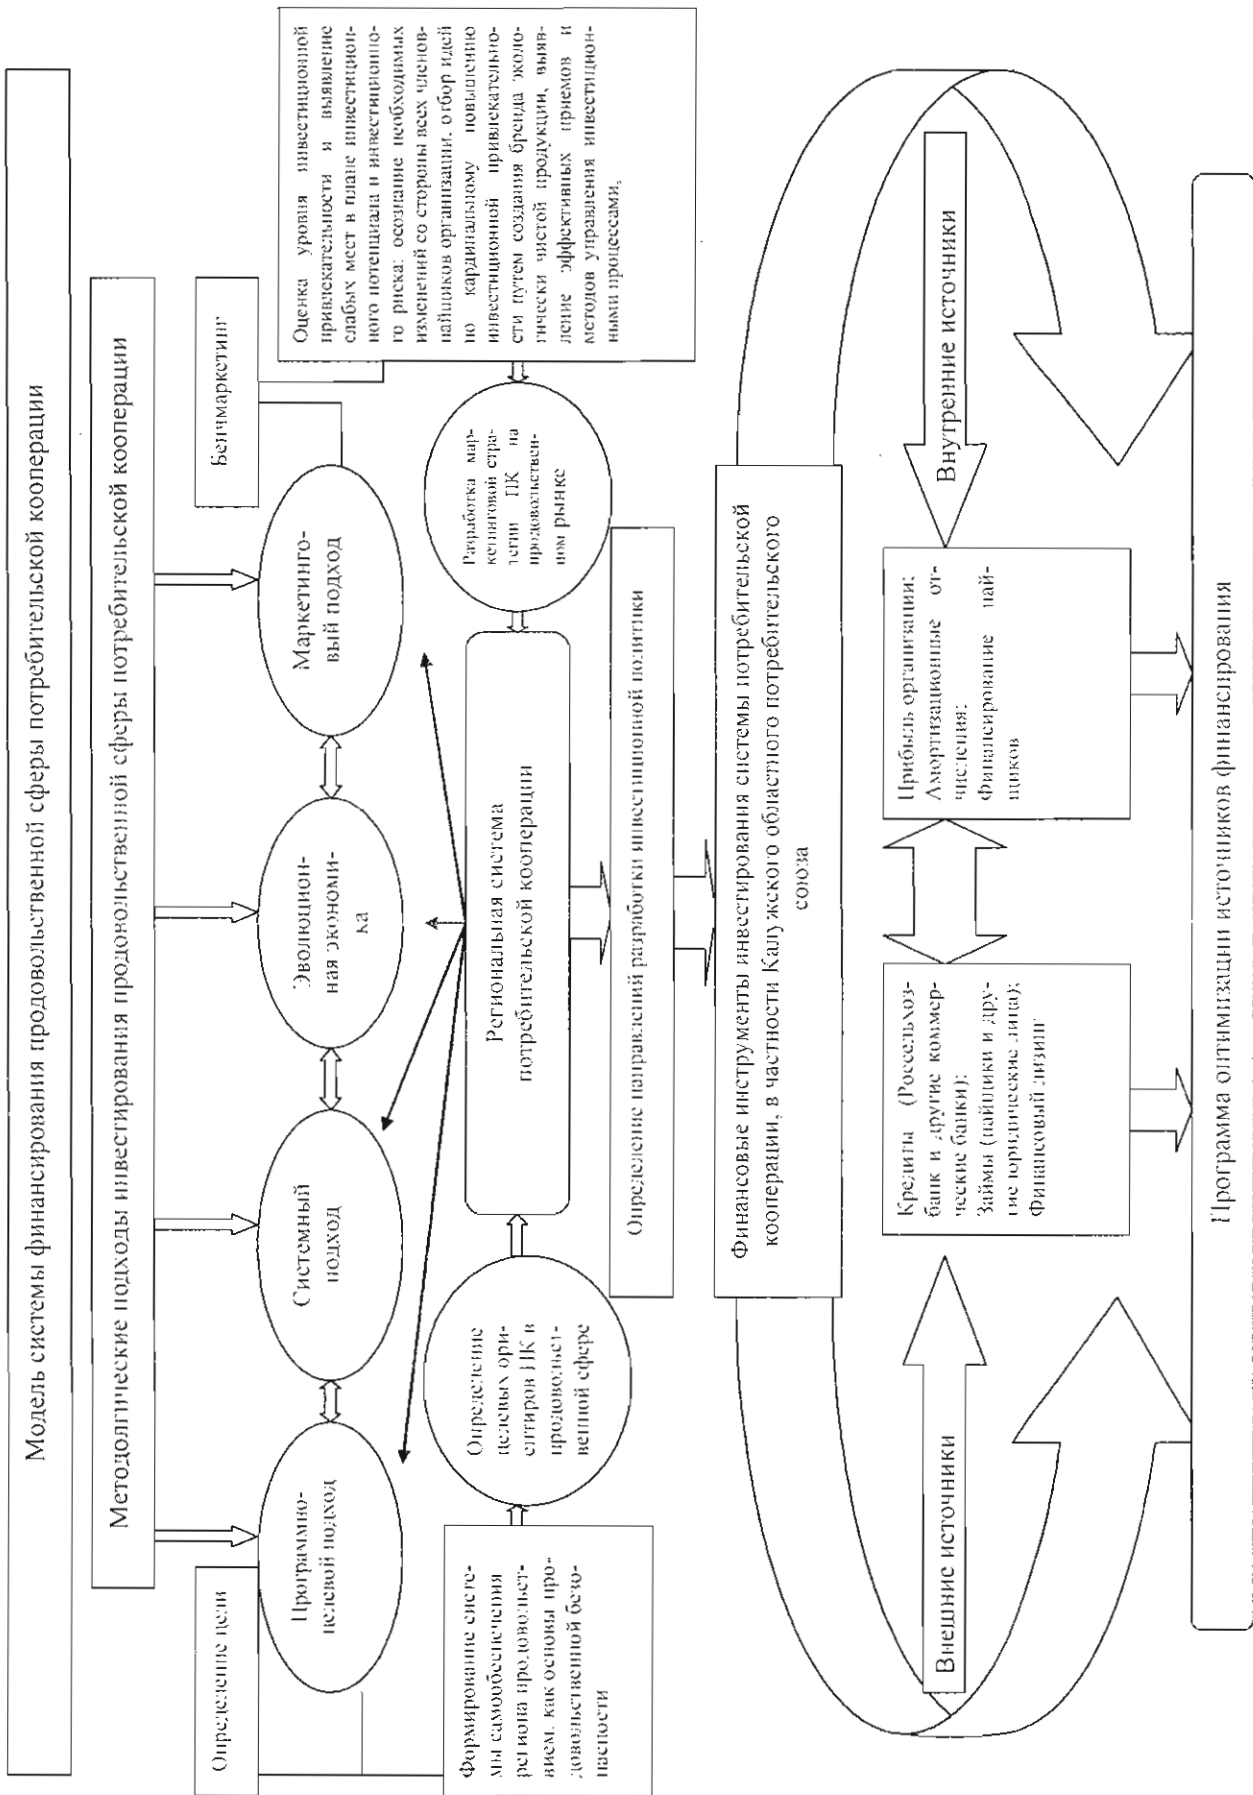 Модель системы финансирования продовольственной сферы потребительской кооперации
Методологические подходы инвестирования продовольственной сферы потребительской кооперации
Определение цели
Бенчмаркетинг
Программно-
целевой подход
Системный
подход
Эволюцион-
ная экономи-
ка
Маркетинго-
вый подход
Оценка уровня инвестиционной
привлекательности и выявление
слабых мест в плане инвестицион-
ного потенциала и инвестиционно-
го риска: осознание необходимых
изменений со стороны всех членов-
пайщиков организации, отбор идей
по кардинальному повышению
инвестиционной привлекательно-
сти путем создания бренда эколо-
гически чистой продукции, выяв-
ление эффективных приемов и
методов управления инвестицион-
ными процессами,
Формирование систе-
мы самообеспечения
региона продовольст-
вием, как основы про-
довольственной безо-
пасности
Определение
целевых ори-
ентиров ПК в
продовольст-
венной сфере
Региональная система
потребительской кооперации
Разработка мар-
кетинговой стра-
тегии ПК на
продовольствен-
ном рынке
Определение направлений разработки инвестиционной политики
Финансовые инструменты инвестирования системы потребительской
кооперации, в частности Калужского областного потребительского
союза
Внешние источники
Кредиты (Россельхоз-
банк и другие коммер-
ческие банки);
Займы (пайщики и дру-
гие юридические лица);
Финансовый лизинг
Прибыль организации;
Амортизационные от-
числения;
Финансирование пай-
щиков
Внутренние источники
Программа оптимизации источников финансирования